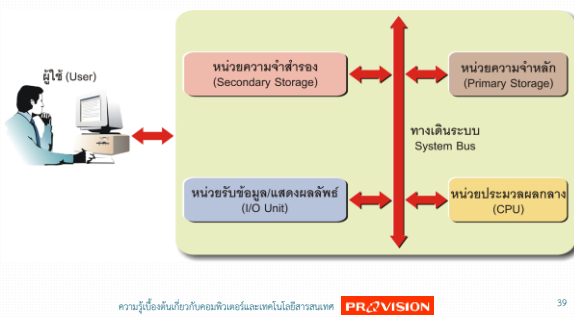 ผู้ใช้ (User)
หน่วยความจำสำรอง
(Secondary Storage)
หน่วยความจำหลัก
(Primary Storage)
ทางเดินระบบ
System Bus
หน่วยรับข้อมูล/แสดงผลลัพธ์
(I/O Unit)
หน่วยประมวลผลกลาง
(CPU)
ความรู้เบื้องต้นเกี่ยวกับคอมพิวเตอร์และเทคโนโลยีสารสนเทศ
PROVISION
39